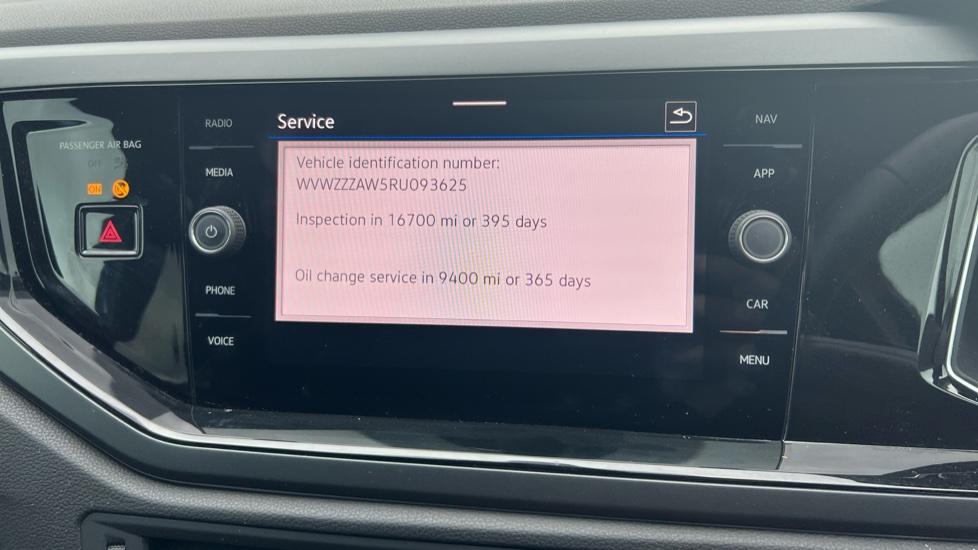 Service
PASSENGER AIR BAG
OFF
ON
RADIO
MEDIA
PHONE
VOICE
Vehicle identification number:
WVWZZZAW5RU093625
Inspection in 16700 mi or 395 days
Oil change service in 9400 mi or 365 days
NAV
APP
CAR
MENU